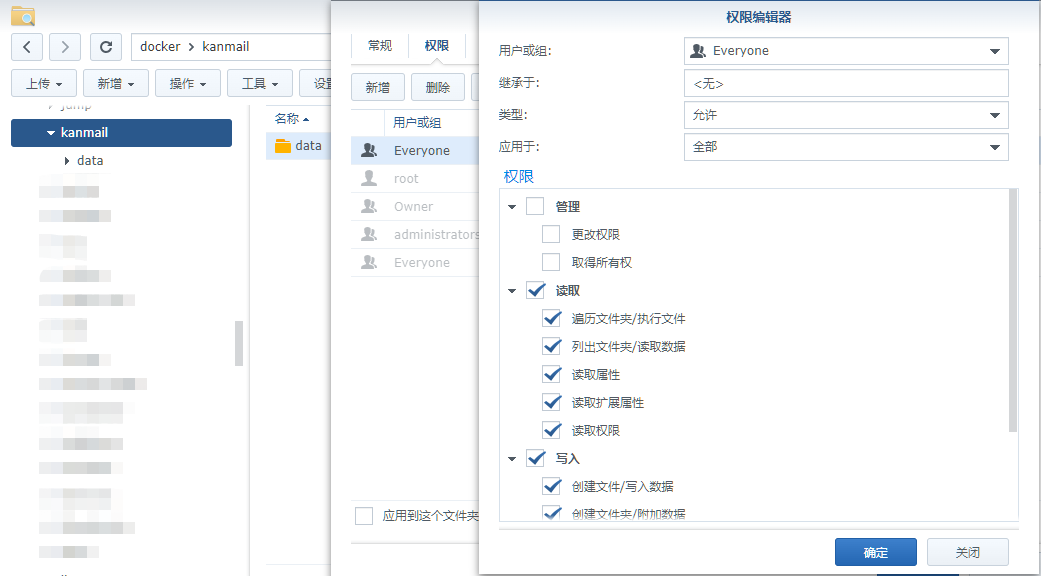 docker > kanmail
上传
新增
操作
工具
设置
jump
kanmail
data
名称
data
常规
权限
新增
删除
用户或组
Everyone
root
Owner
administrators
Everyone
应用到这个文件夹
权限编辑器
用户或组:
Everyone
继承于:
<无>
类型:
允许
应用于:
全部
权限
管理
更改权限
取得所有权
读取
遍历文件夹/执行文件
列出文件夹/读取数据
读取属性
读取扩展属性
读取权限
写入
创建文件/写入数据
创建文件夹/附加数据
确定
关闭